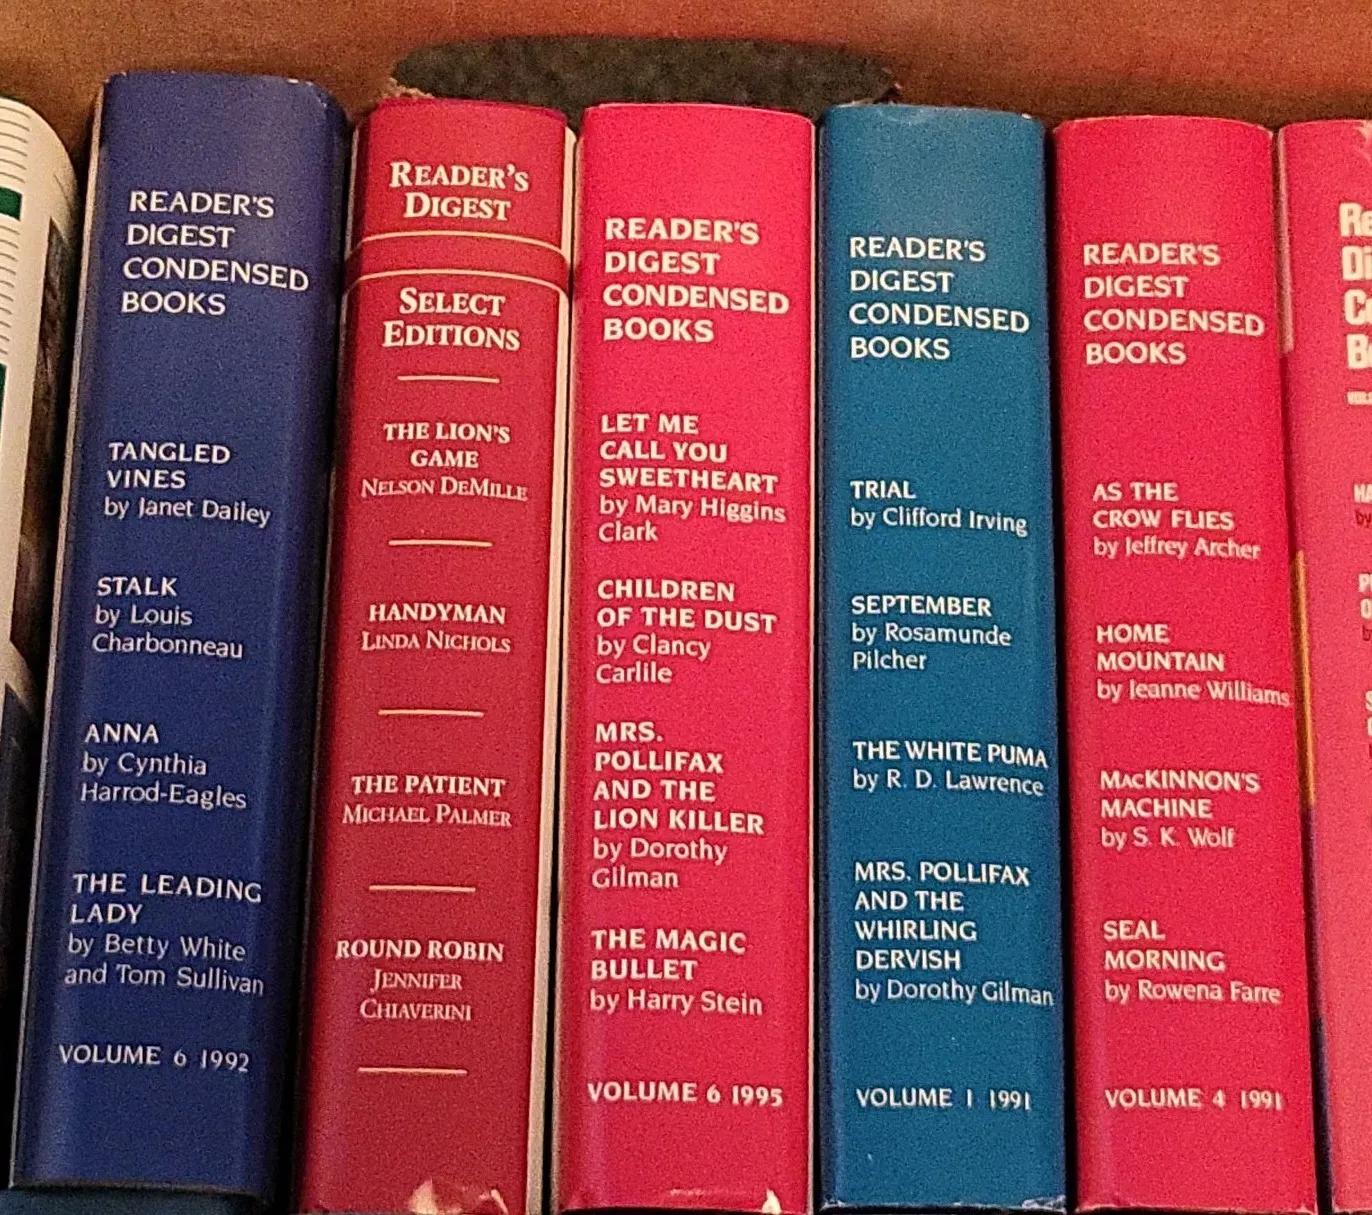 READER'S
DIGEST
CONDENSED
BOOKS
TANGLED
VINES
by Janet Dailey
STALK
by Louis
Charbonneau
ANNA
by Cynthia
Harrod-Eagles
THE LEADING
LADY
by Betty White
and Tom Sullivan
VOLUME 6 1992
READER'S
DIGEST
SELECT
EDITIONS
THE LION'S
GAME
NELSON DEMILLE
HANDYMAN
LINDA NICHOLS
THE PATIENT
MICHAEL PALMER
ROUND ROBIN
JENNIFER
CHIAVERINI
READER'S
DIGEST
CONDENSED
BOOKS
LET ME
CALL YOU
SWEETHEART
by Mary Higgins
Clark
CHILDREN
OF THE DUST
by Clancy
Carlile
MRS.
POLLIFAX
AND THE
LION KILLER
by Dorothy
Gilman
THE MAGIC
BULLET
by Harry Stein
VOLUME 6 1995
READER'S
DIGEST
CONDENSED
BOOKS
TRIAL
by Clifford Irving
SEPTEMBER
by Rosamunde
Pilcher
THE WHITE PUMA
by R. D. Lawrence
MRS. POLLIFAX
AND THE
WHIRLING
DERVISH
by Dorothy Gilman
VOLUME 1 1991
READER'S
DIGEST
CONDENSED
BOOKS
AS THE
CROW FLIES
by Jeffrey Archer
HOME
MOUNTAIN
by Jeanne Williams
MACKINNON'S
MACHINE
by S. K. Wolf
SEAL
MORNING
by Rowena Farre
VOLUME 4 1991